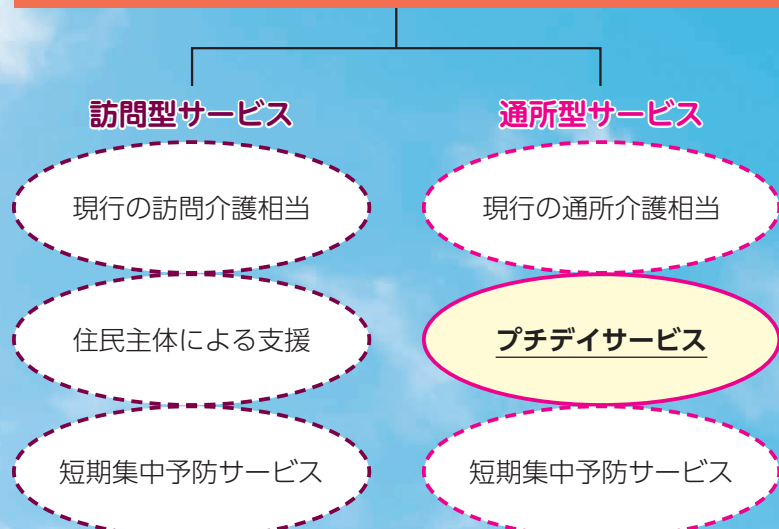 訪問型サービス
通所型サービス
現行の訪問介護相当
現行の通所介護相当
住民主体による支援
プチデイサービス
短期集中予防サービス
短期集中予防サービス